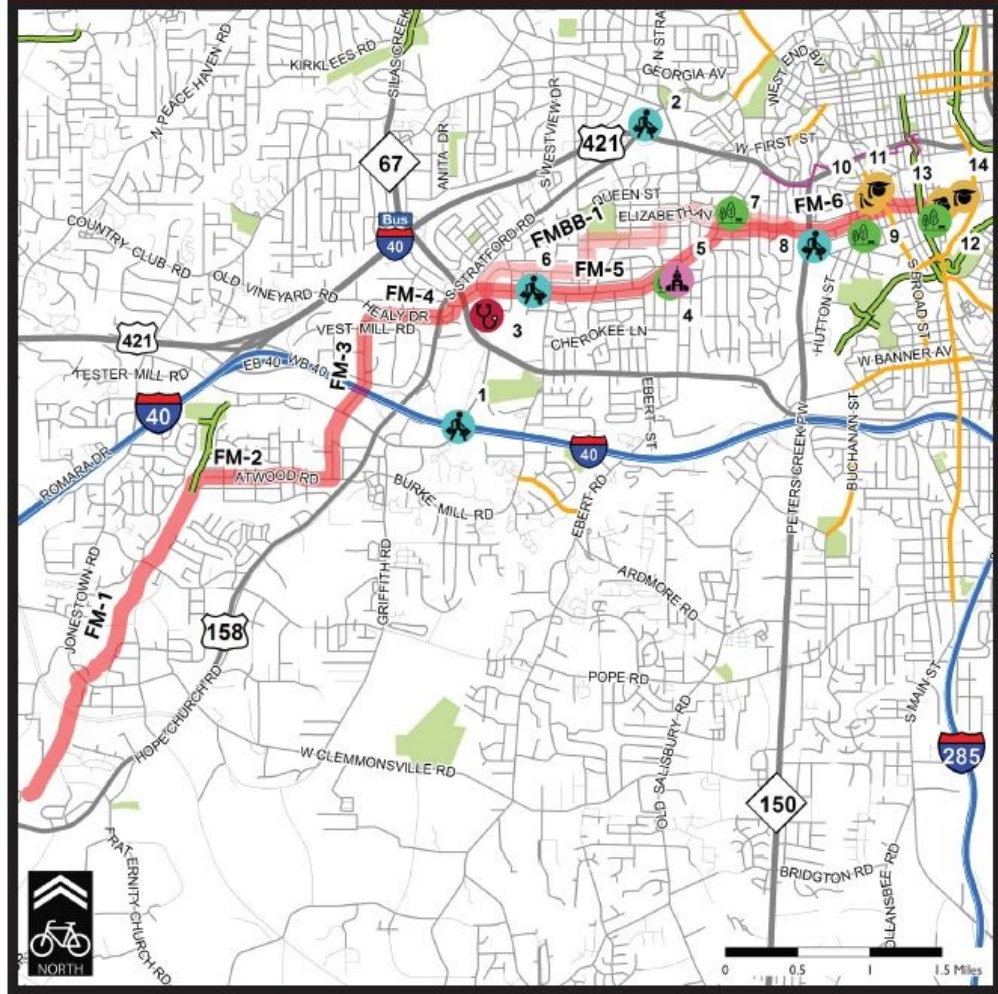 N PEACE HAVEN RD
KIRKLEES RD
SILAS CREEK
N STRA
GEORGIA AV
WEST END BV
2
67
ANITA DR
S WESTVIEW DR
421
W FIRST ST
10
11
13
14
Bus
40
QUEEN ST
ELIZABETH AV
7
FM-6
COUNTRY CLUB RD
FMBB-1
S STRATFORD RD
5
8
9
12
6
FM-5
OLD VINEYARD RD
FM-4
HEALY DR
VEST MILL RD
3
4
CHEROKEE LN
HUTTON ST
S BROAD ST
421
W BANNER AV
FM-3
EB 40
WB 40
40
1
EBERT ST
40
ROMARA DR
FM-2
ATWOOD RD
BURKE MILL RD
EBERT RD
PETERS CREEK PW
BUCHANAN ST
JONESTOWN RD
FM-1
GRIFFITH RD
ARDMORE RD
158
POPE RD
HOPE CHURCH RD
S MAIN ST
W CLEMMONSVILLE RD
OLD SALISBURY RD
285
150
FRATERNITY CHURCH RD
BRIDGTON RD
OLLANSBEE RD
NORTH
0
0.5
1
1.5 Miles